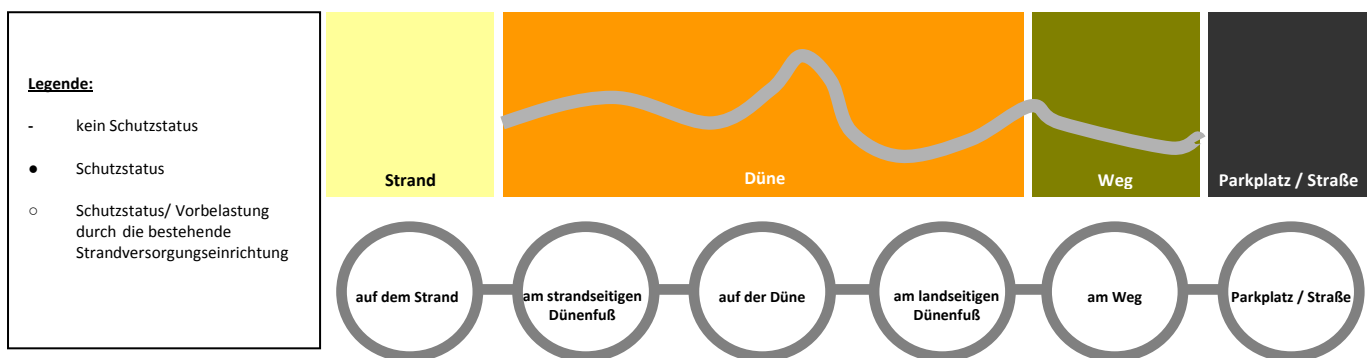 Legende:
- kein Schutzstatus
● Schutzstatus
○ Schutzstatus/ Vorbelastung
durch die bestehende
Strandversorgungseinrichtung
Strand
Düne
Weg
Parkplatz / Straße
auf dem Strand
am strandseitigen
Dünenfuß
auf der Düne
am landseitigen
Dünenfuß
am Weg
Parkplatz / Straße